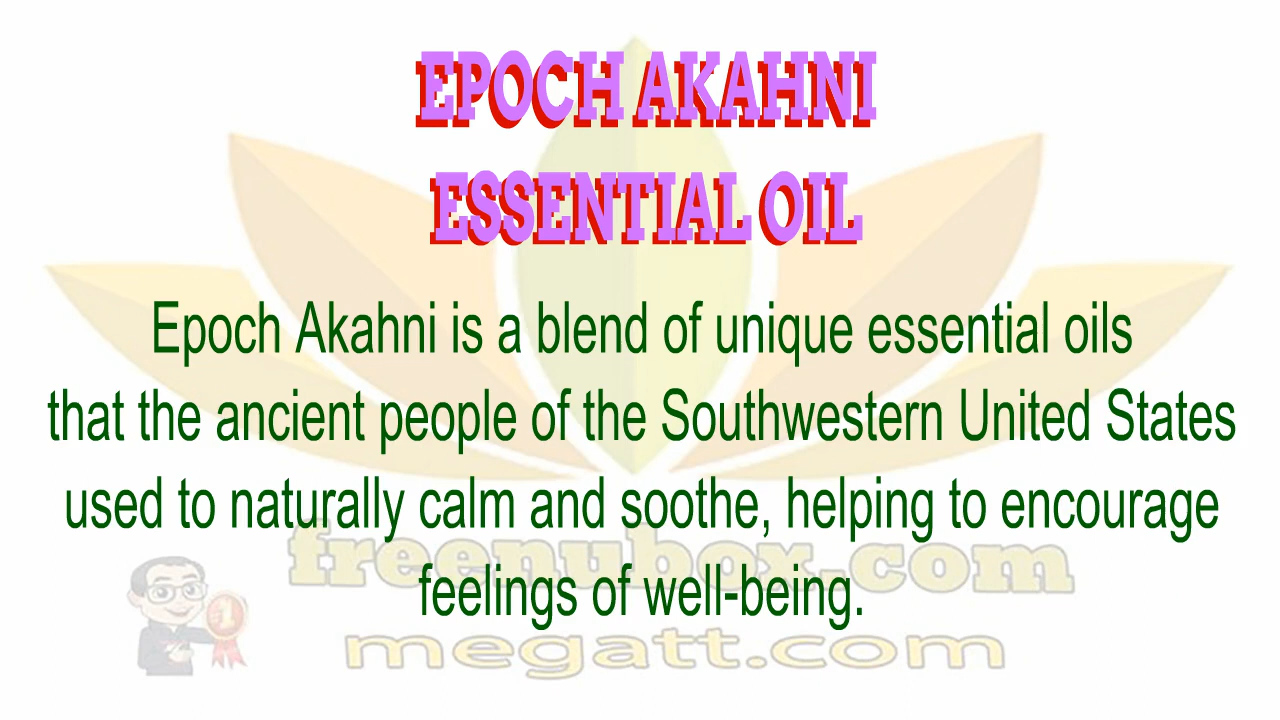 EPOCH AKAHNI
ESSENTIAL OIL
Epoch Akahni is a blend of unique essential oils
that the ancient people of the Southwestern United States
used to naturally calm and soothe, helping to encourage
feelings of well-being.
freenubox.com
1
megatt.com